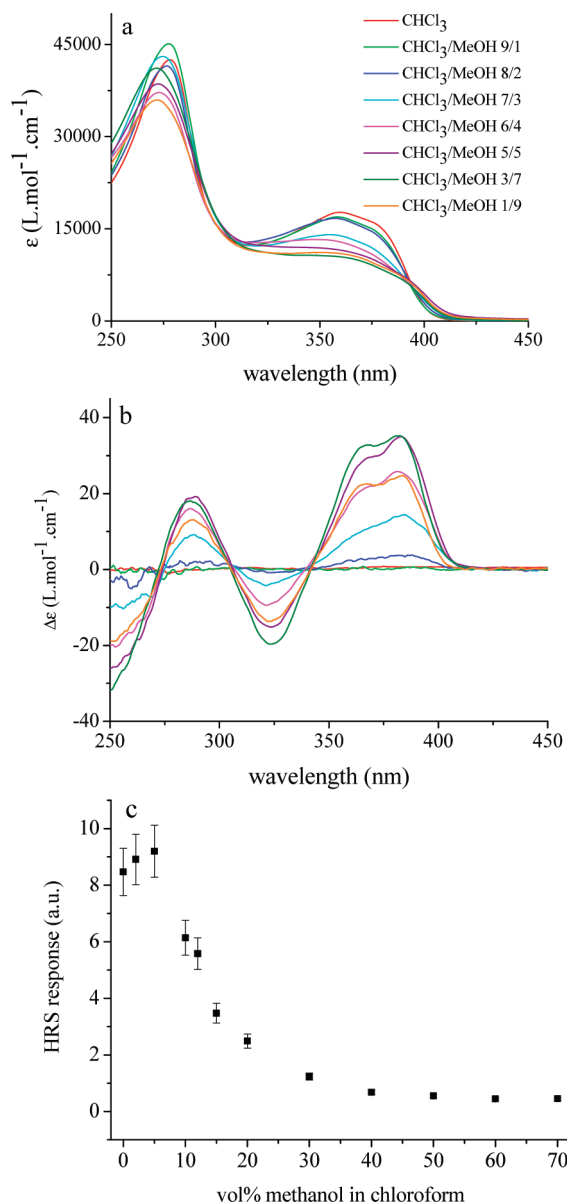 a
ε (L.mol⁻¹.cm⁻¹)
45000
30000
15000
0
CHCl₃
CHCl₃/MeOH 9/1
CHCl₃/MeOH 8/2
CHCl₃/MeOH 7/3
CHCl₃/MeOH 6/4
CHCl₃/MeOH 5/5
CHCl₃/MeOH 3/7
CHCl₃/MeOH 1/9
250 300 350 400 450
wavelength (nm)
b
Δε (L.mol⁻¹.cm⁻¹)
40
20
0
-20
-40
250 300 350 400 450
wavelength (nm)
c
HRS response (a.u.)
10
8
6
4
2
0
0 10 20 30 40 50 60 70
vol% methanol in chloroform